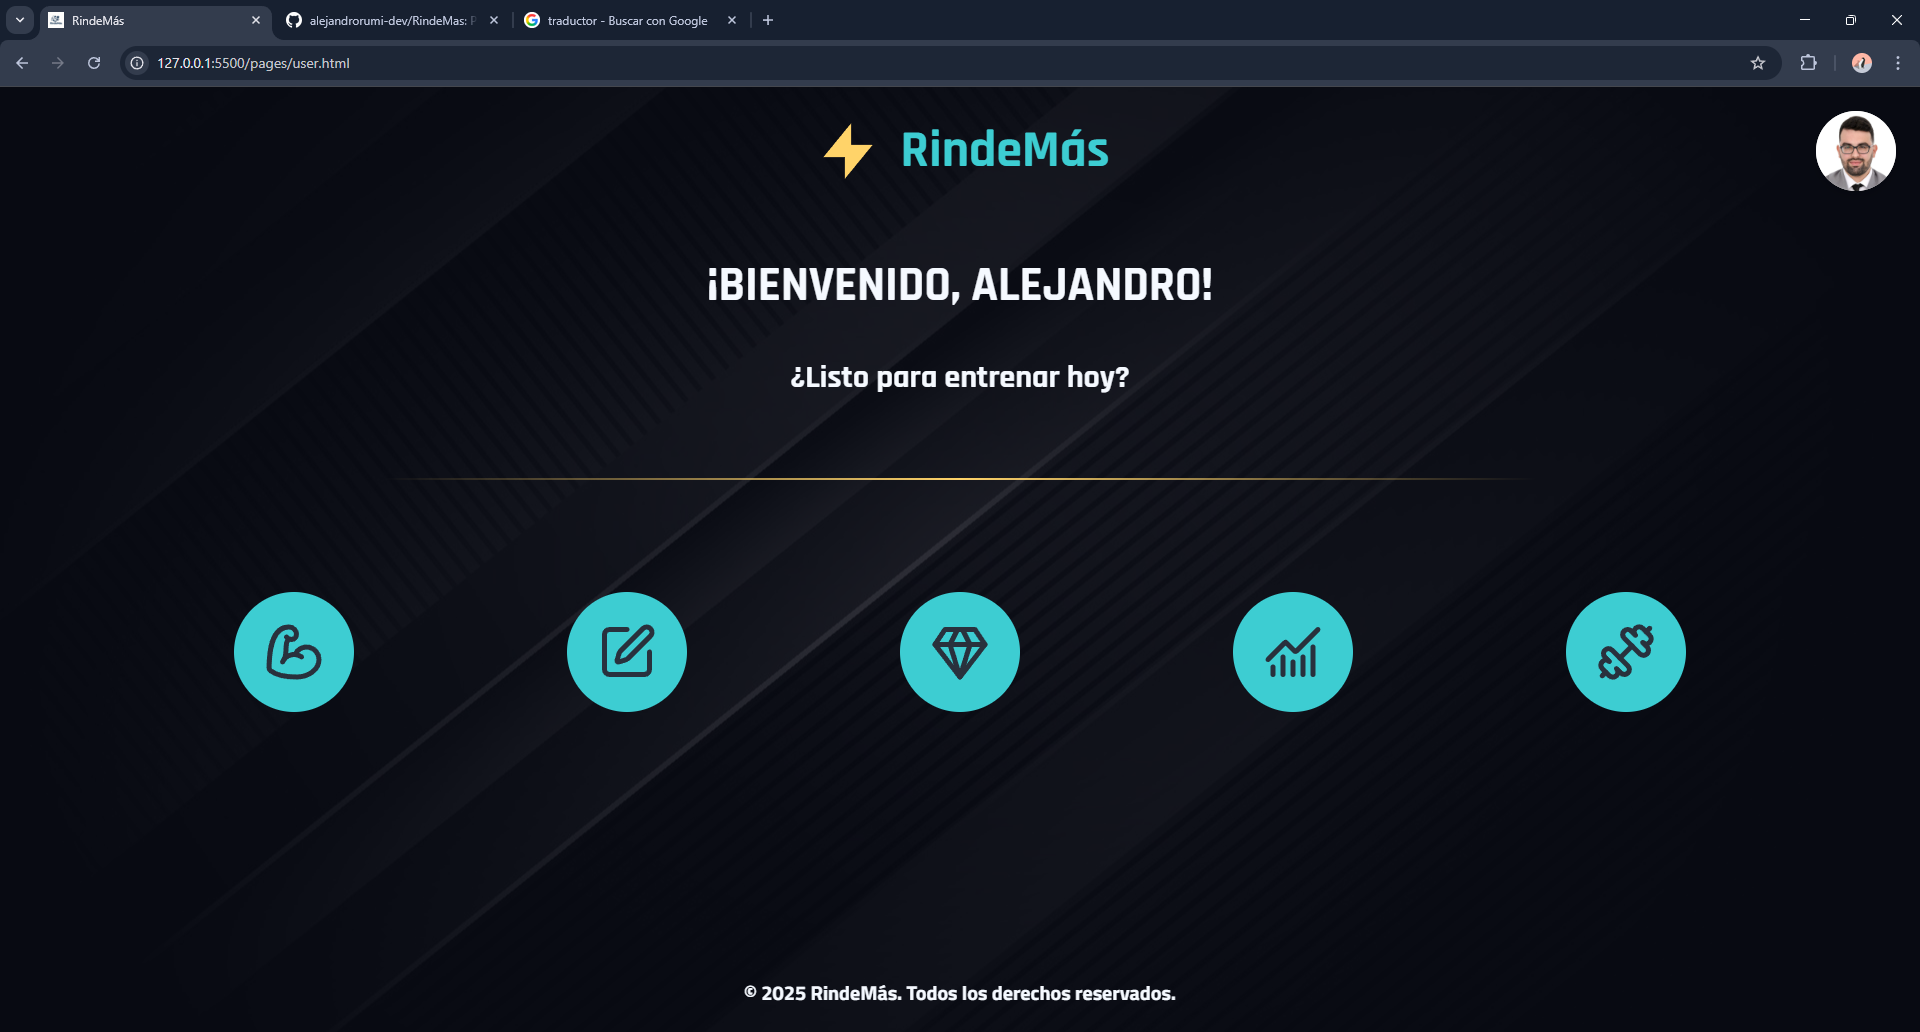 RindeMás
alejandrorumi-dev/RindeMas: P
traductor - Buscar con Google
127.0.0.1:5500/pages/user.html
RindeMás
¡BIENVENIDO, ALEJANDRO!
¿Listo para entrenar hoy?
© 2025 RindeMás. Todos los derechos reservados.